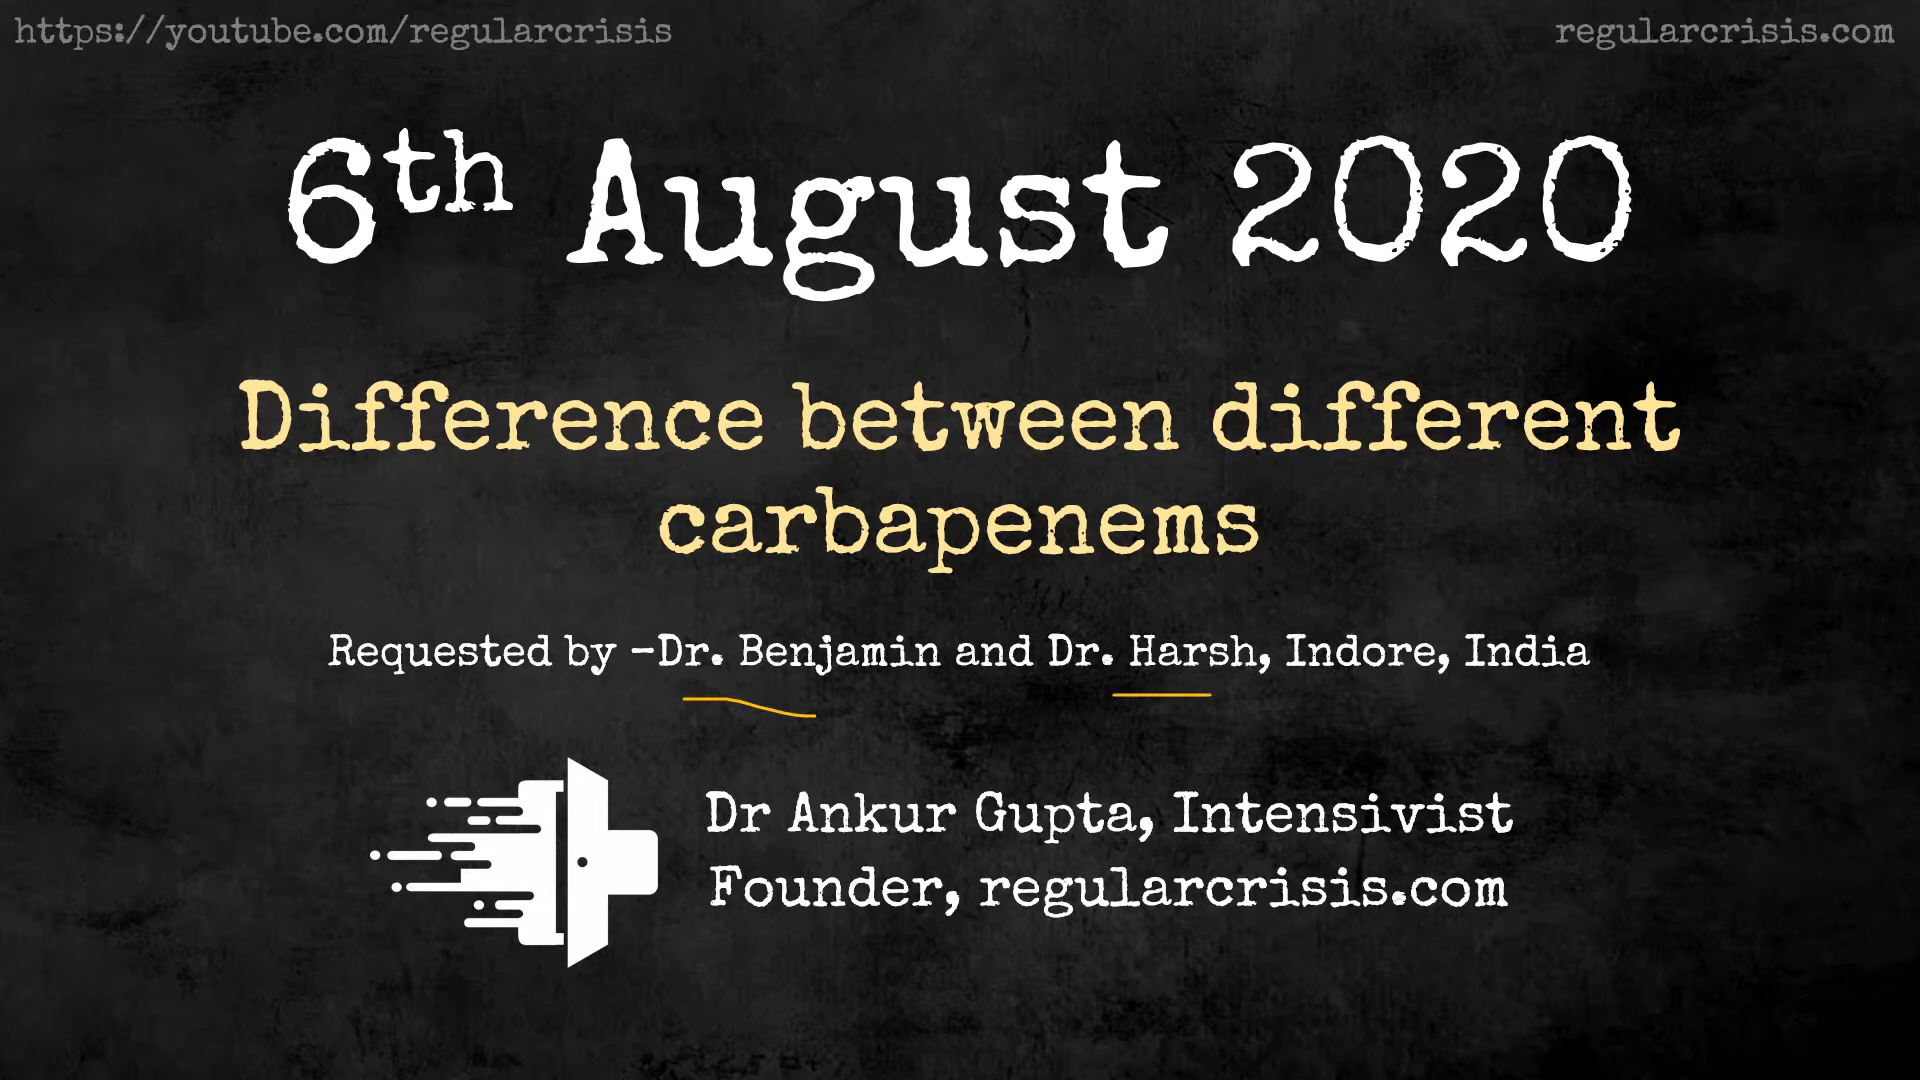 https://youtube.com/regularcrisis
regularcrisis.com
6th August 2020
Difference between different
carbapenems
Requested by -Dr. Benjamin and Dr. Harsh, Indore, India
Dr Ankur Gupta, Intensivist
Founder, regularcrisis.com